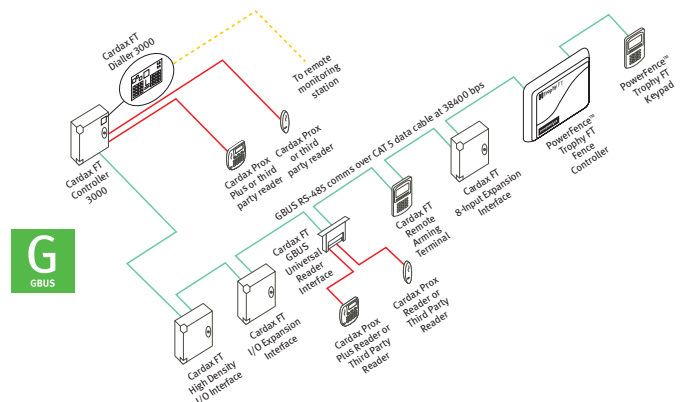 Cardax FT
Dialler 3000
To remote
monitoring
station
Cardax FT
Controller
3000
Cardax Prox
Plus or third
party reader
Cardax Prox
or third
party reader
GBUS RS-485 comms over CAT 5 data cable at 38400 bps
Trophy FT
PowerFence™
Trophy FT
Keypad
PowerFence™
Trophy FT
Fence
Controller
Cardax FT
8-Input Expansion
Interface
Cardax FT
Remote
Arming
Terminal
Cardax FT
GBUS
Universal
Reader
Interface
Cardax Prox
Reader or
Third Party
Reader
Cardax Prox
Plus Reader or
Third Party
Reader
Cardax FT
I/O Expansion
Interface
Cardax FT
High Density
I/O Interface
G
GBUS